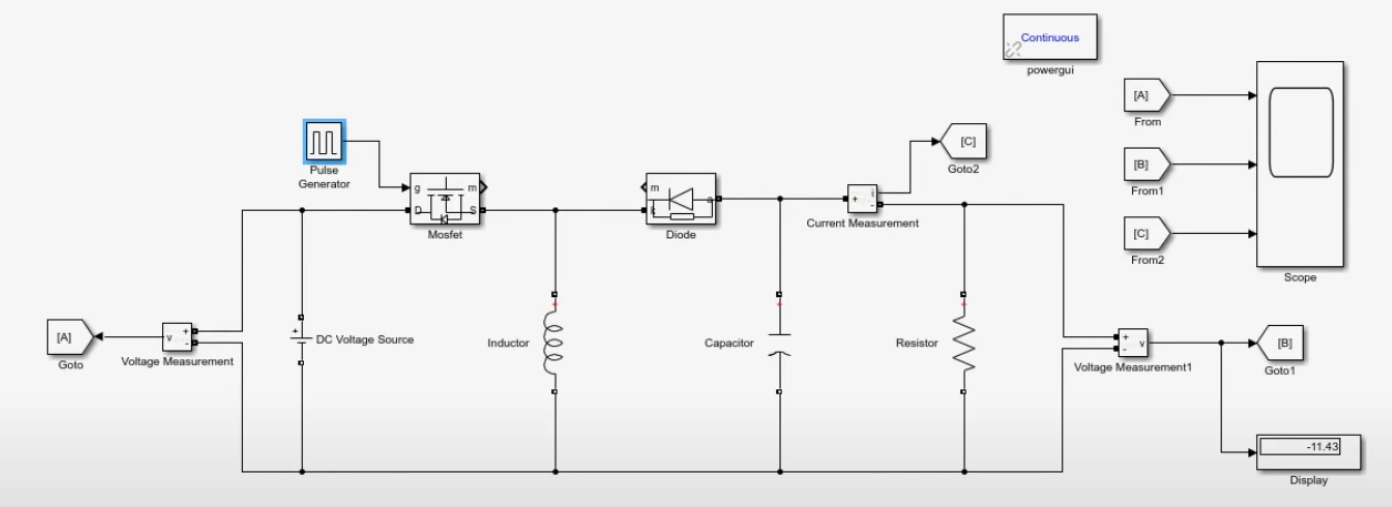 Continuous
powergui
[A]
From
[B]
From1
[C]
From2
Scope
Pulse
Generator
g
m
D
S
Mosfet
m
k
a
Diode
[C]
Goto2
+
i
-
Current Measurement
[A]
Goto
v
+
-
Voltage Measurement
+
DC Voltage Source
+
Inductor
+
Capacitor
+
Resistor
+
-
v
Voltage Measurement1
[B]
Goto1
-11.43
Display